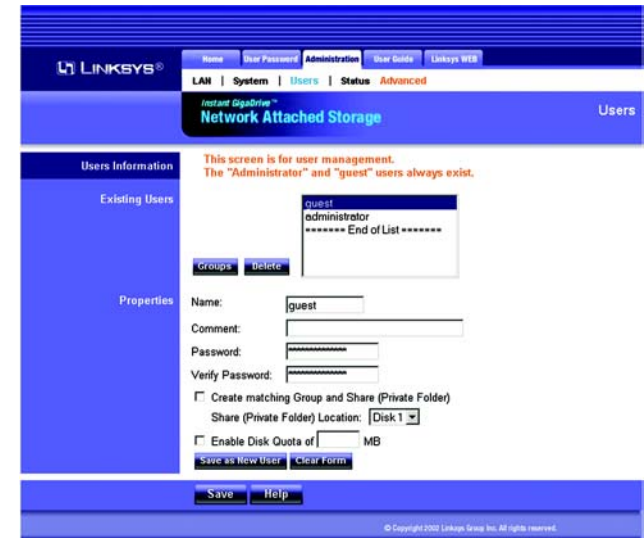 LINKSYS®
Home User Password Administration User Guide Linksys WEB
LAN | System | Users | Status Advanced
Instant GigaDrive™
Network Attached Storage
Users
Users Information
This screen is for user management.
The "Administrator" and "guest" users always exist.
Existing Users
guest
administrator
======= End of List =======
Groups Delete
Properties
Name: guest
Comment:
Password: *************
Verify Password: *************
Create matching Group and Share (Private Folder)
Share (Private Folder) Location: Disk 1
Enable Disk Quota of MB
Save as New User Clear Form
Save Help
© Copyright 2002 Linksys Group Inc. All rights reserved.